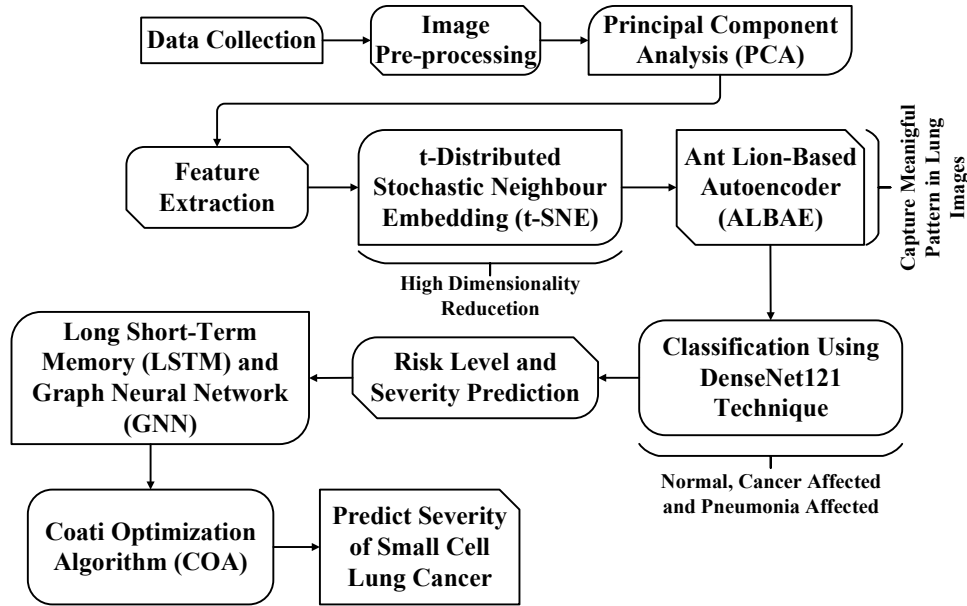 Data Collection
Image
Pre-processing
Principal Component
Analysis (PCA)
Feature
Extraction
t-Distributed
Stochastic Neighbour
Embedding (t-SNE)
High Dimensionality
Reducetion
Ant Lion-Based
Autoencoder
(ALBAE)
Capture Meanigful
Pattern in Lung
Images
Classification Using
DenseNet121
Technique
Normal, Cancer Affected
and Pneumonia Affected
Risk Level and
Severity Prediction
Long Short-Term
Memory (LSTM) and
Graph Neural Network
(GNN)
Coati Optimization
Algorithm (COA)
Predict Severity
of Small Cell
Lung Cancer